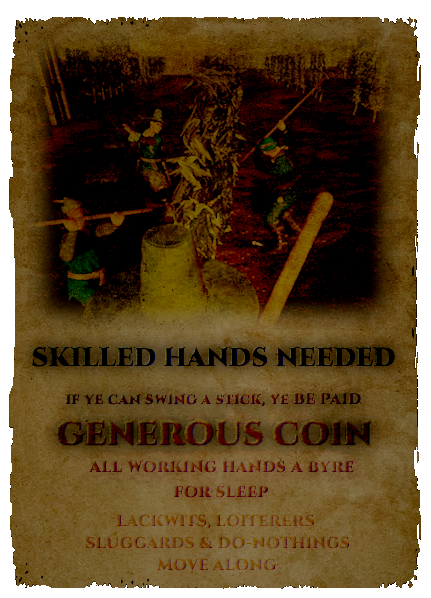 SKILLED HANDS NEEDED
IF YE CAN SWING A STICK, YE BE PAID
GENEROUS COIN
ALL WORKING HANDS A BYRE
FOR SLEEP
LACKWITS, LOITERERS
SLUGGARDS & DO-NOTHINGS
MOVE ALONG